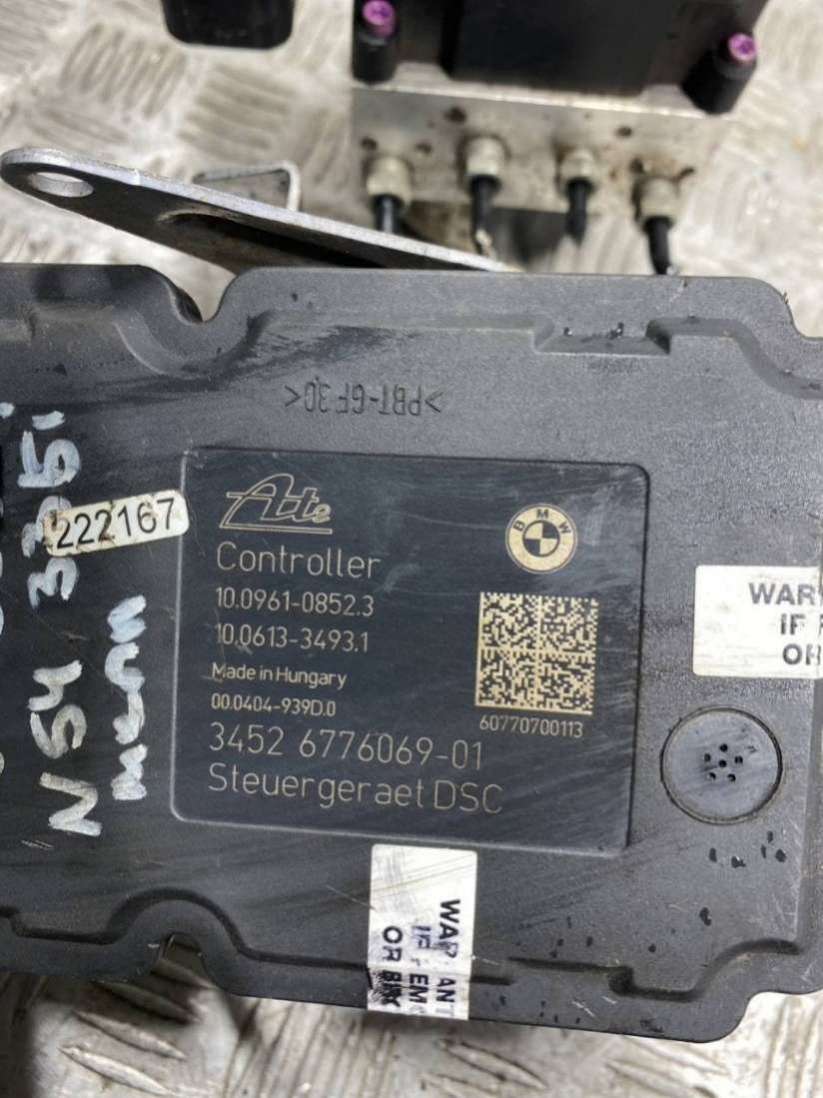 >PBT-GF30<
N54 335i
222167
Ate
BMW
Controller
10.0961-0852.3
10.0613-3493.1
Made in Hungary
00.0404-939D.0
60770700113
3452 6776069-01
Steuergeraet DSC
WAR
IF
OR